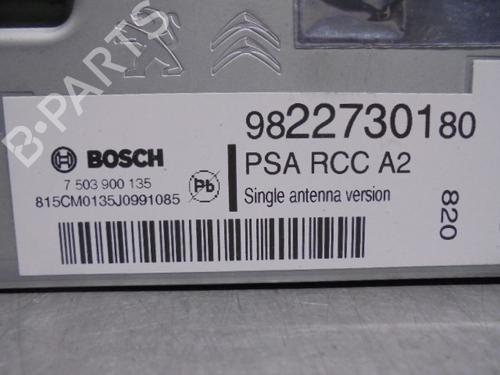 B-PARTS
9822730180
BOSCH
PSA RCC A2
7 503 900 135
Pb
815CM0135J0991085
Single antenna version
820